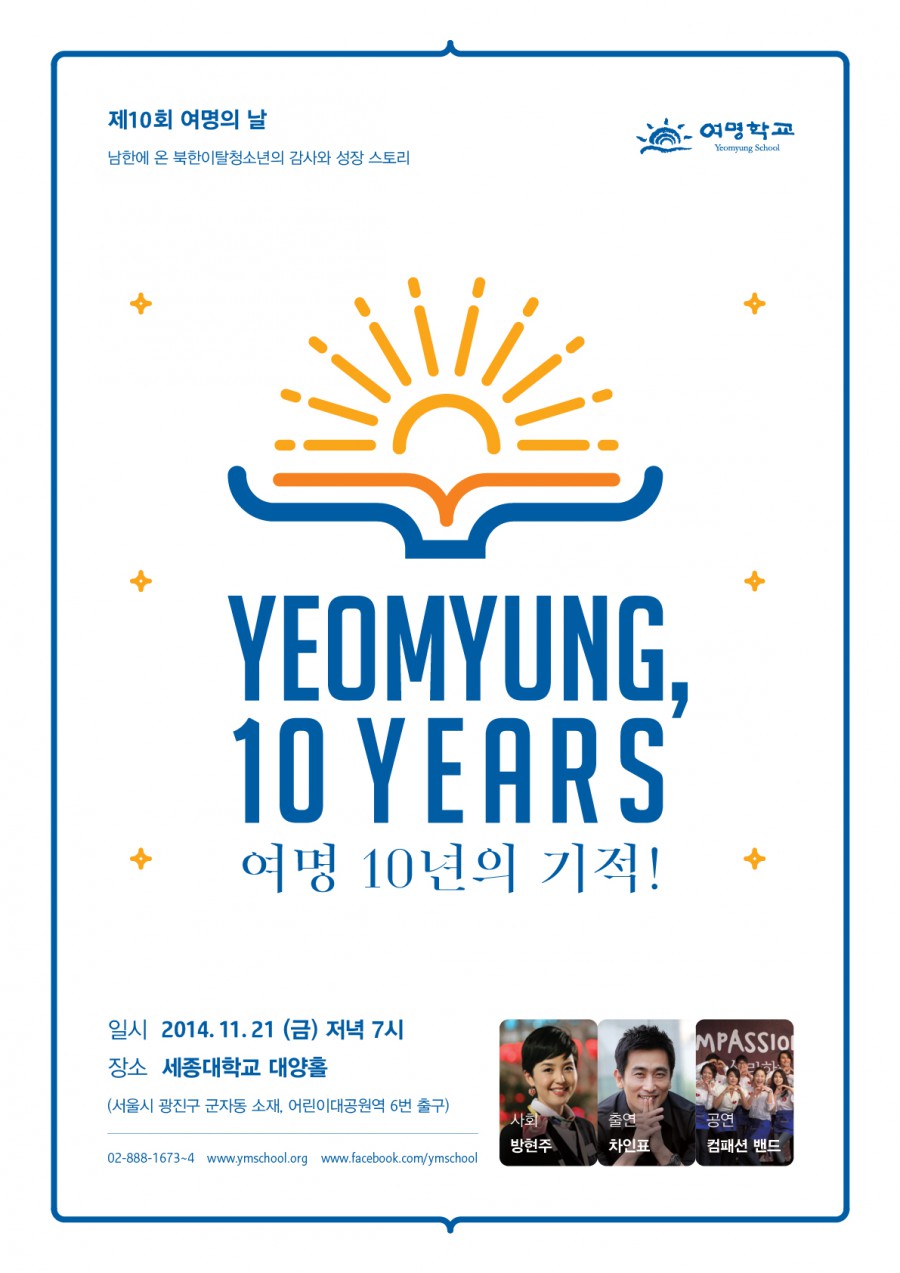 제10회 여명의 날
남한에 온 북한이탈청소년의 감사와 성장 스토리
여명학교
Yeomyung School
YEOMYUNG,
10 YEARS
여명 10년의 기적!
일시 2014. 11. 21 (금) 저녁 7시
장소 세종대학교 대양홀
(서울시 광진구 군자동 소재, 어린이대공원역 6번 출구)
02-888-1673~4 www.ymschool.org www.facebook.com/ymschool
MPASSIO
사회
방현주
출연
차인표
공연
컴패션 밴드